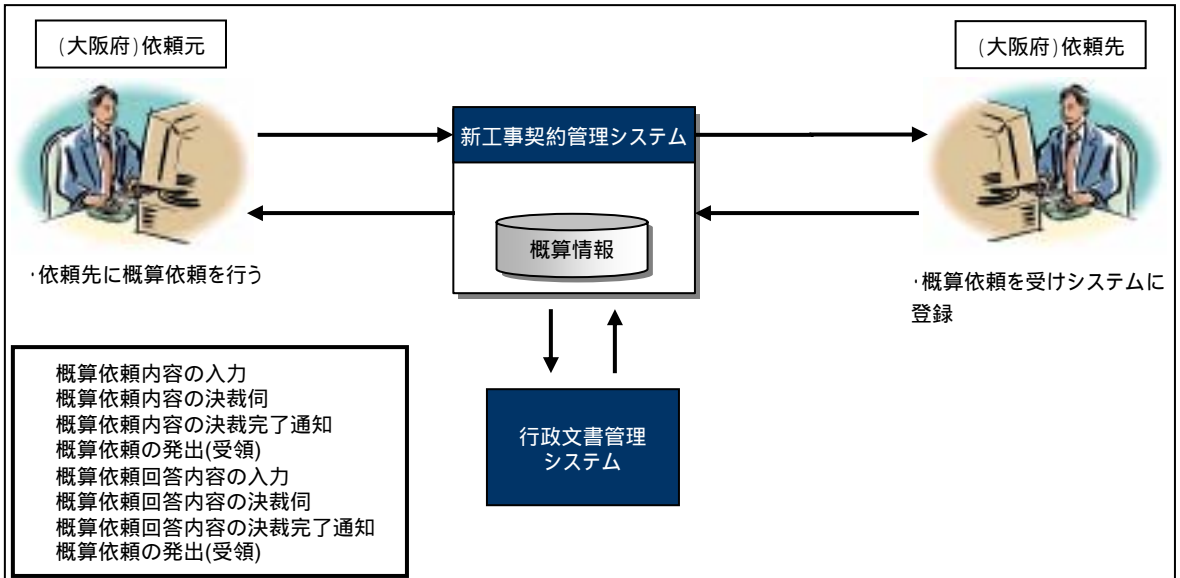 (大阪府)依頼元
(大阪府)依頼先
新工事契約管理システム
概算情報
･依頼先に概算依頼を行う
･概算依頼を受けシステムに
登録
概算依頼内容の入力
概算依頼内容の決裁伺
概算依頼内容の決裁完了通知
概算依頼の発出(受領)
概算依頼回答内容の入力
概算依頼回答内容の決裁伺
概算依頼回答内容の決裁完了通知
概算依頼の発出(受領)
行政文書管理
システム